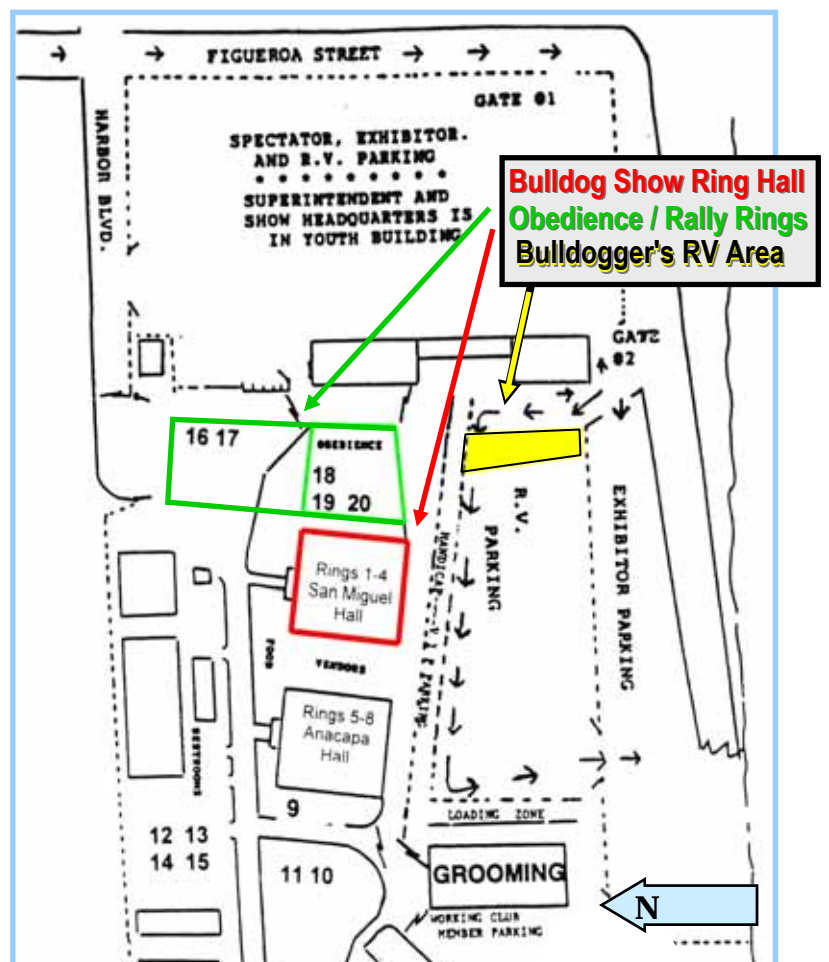 FIGUEROA STREET
GATE @1
HARBOR BLVD.
SPECTATOR, EXHIBITOR.
AND R.V. PARKING
* * * * * * * * *
SUPERINTENDENT AND
SHOW HEADQUARTERS IS
IN YOUTH BUILDING
Bulldog Show Ring Hall
Obedience / Rally Rings
Bulldogger's RV Area
GATE
@2
16 17
OBEDIENCE
18
19 20
R.V.
PARKING
EXHIBITOR PARKING
Rings 1-4
San Miguel
Hall
FOOD
VENDORS
PARKING
Rings 5-8
Anacapa
Hall
RESTROOMS
9
LOADING ZONE
12 13
14 15
11 10
GROOMING
N
WORKING CLUB
MEMBER PARKING